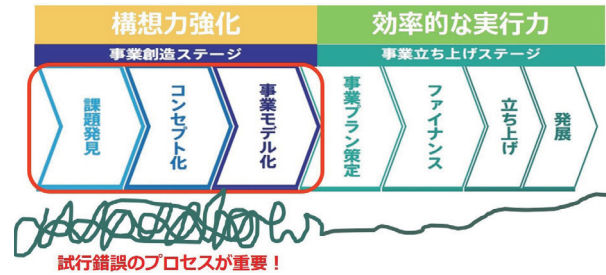 構想力強化
効率的な実行力
事業創造ステージ
事業立ち上げステージ
課題発見
コンセプト化
事業モデル化
事業プラン策定
ファイナンス
立ち上げ
発展
試行錯誤のプロセスが重要！